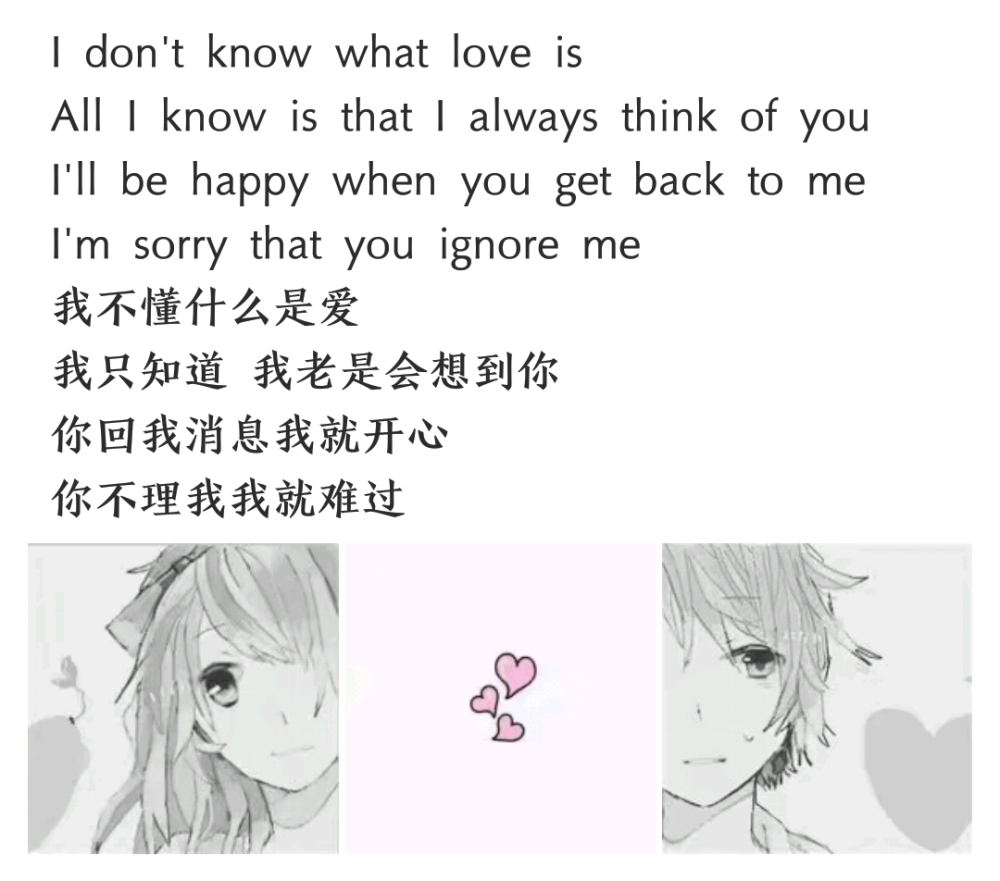 I don't know what love is
All I know is that I always think of you
I'll be happy when you get back to me
I'm sorry that you ignore me
我不懂什么是爱
我只知道 我老是会想到你
你回我消息我就开心
你不理我我就难过